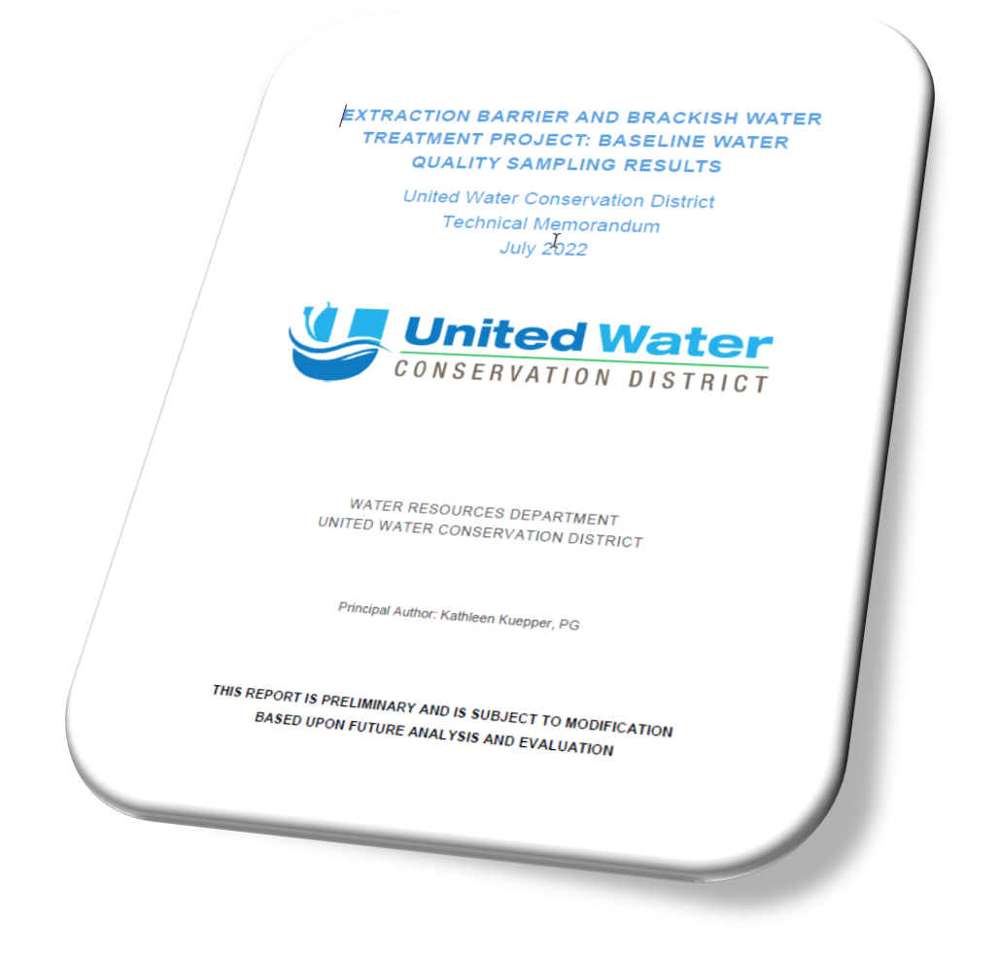 EXTRACTION BARRIER AND BRACKISH WATER
TREATMENT PROJECT: BASELINE WATER
QUALITY SAMPLING RESULTS
United Water Conservation District
Technical Memorandum
July 2022
United Water
CONSERVATION DISTRICT
WATER RESOURCES DEPARTMENT
UNITED WATER CONSERVATION DISTRICT
Principal Author: Kathleen Kuepper, PG
THIS REPORT IS PRELIMINARY AND IS SUBJECT TO MODIFICATION
BASED UPON FUTURE ANALYSIS AND EVALUATION